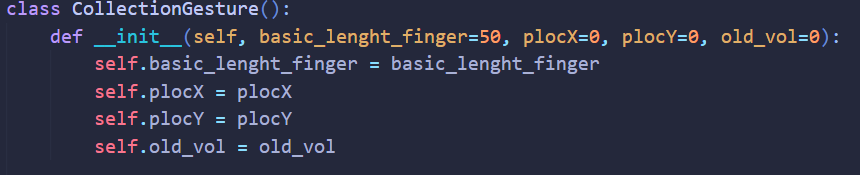 class CollectionGesture():
    def __init__(self, basic_lenght_finger=50, plocX=0, plocY=0, old_vol=0):
        self.basic_lenght_finger = basic_lenght_finger
        self.plocX = plocX
        self.plocY = plocY
        self.old_vol = old_vol